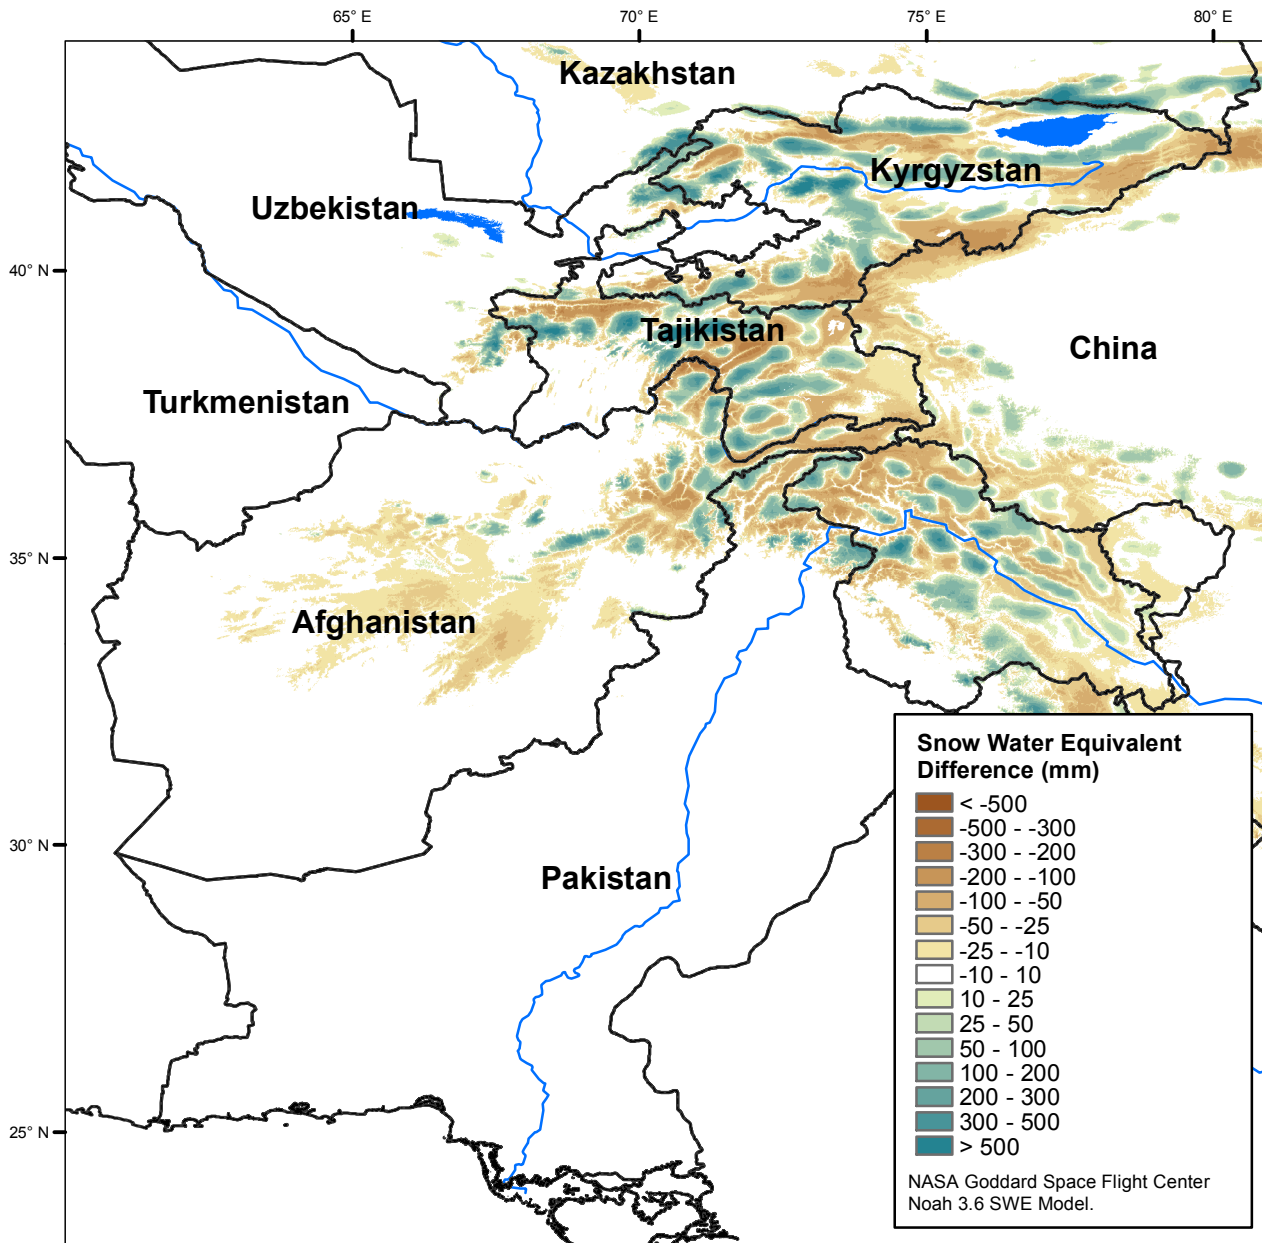 65° E
70° E
75° E
80° E
Kazakhstan
Kyrgyzstan
Uzbekistan
40° N
Tajikistan
China
Turkmenistan
35° N
Afghanistan
30° N
Pakistan
25° N
Snow Water Equivalent
Difference (mm)
< -500
-500 - -300
-300 - -200
-200 - -100
-100 - -50
-50 - -25
-25 - -10
-10 - 10
10 - 25
25 - 50
50 - 100
100 - 200
200 - 300
300 - 500
> 500
NASA Goddard Space Flight Center
Noah 3.6 SWE Model.